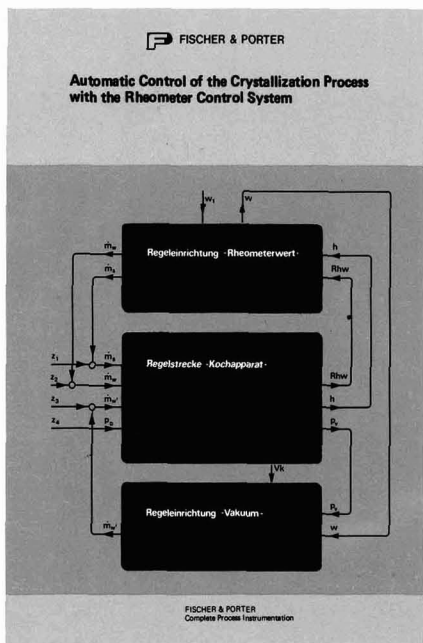 FISCHER & PORTER
Automatic Control of the Crystallization Process
with the Rheometer Control System
w₁
w
ṁw
ṁs
Regeleinrichtung -Rheometerwert-
h
Rhw
z₁
z₂
z₃
z₄
ṁs
ṁw
ṁw'
p₀
Regelstrecke -Kochapparat-
Rhw
h
pv
Vk
ṁw'
Regeleinrichtung -Vakuum-
pv
w
FISCHER & PORTER
Complete Process Instrumentation